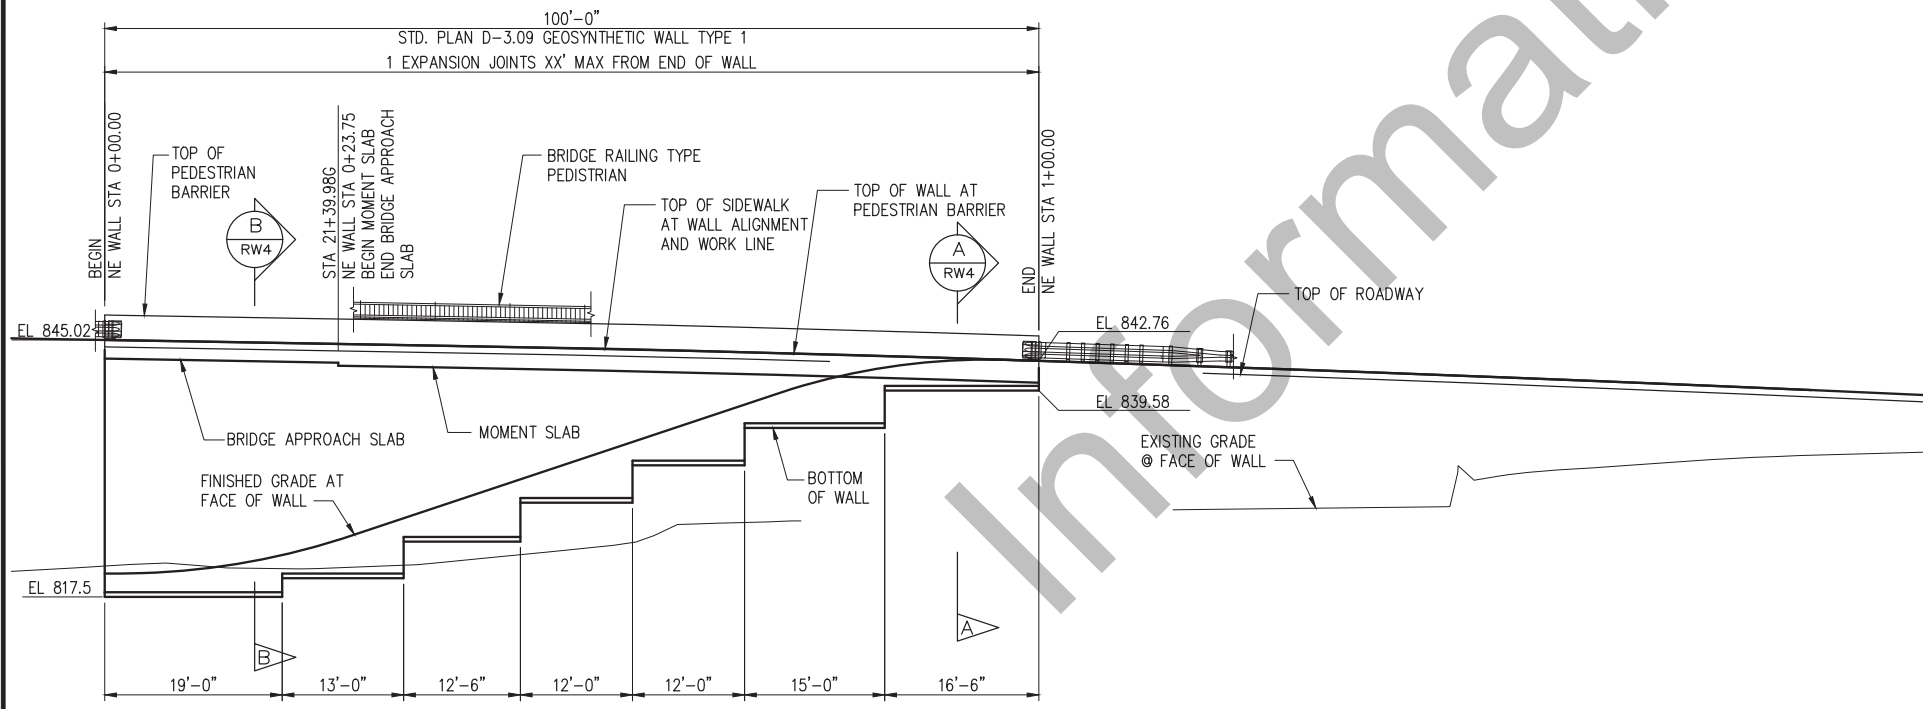 100'-0"
STD. PLAN D-3.09 GEOSYNTHETIC WALL TYPE 1
1 EXPANSION JOINTS XX' MAX FROM END OF WALL
BEGIN
NE WALL STA 0+00.00
TOP OF
PEDESTRIAN
BARRIER
B
RW4
STA 21+39.98G
NE WALL STA 0+23.75
BEGIN MOMENT SLAB
END BRIDGE APPROACH
SLAB
BRIDGE RAILING TYPE
PEDISTRIAN
TOP OF SIDEWALK
AT WALL ALIGNMENT
AND WORK LINE
TOP OF WALL AT
PEDESTRIAN BARRIER
A
RW4
END
NE WALL STA 1+00.00
TOP OF ROADWAY
EL 845.02
EL 842.76
EL 839.58
BRIDGE APPROACH SLAB
MOMENT SLAB
EXISTING GRADE
@ FACE OF WALL
FINISHED GRADE AT
FACE OF WALL
BOTTOM
OF WALL
EL 817.5
B
A
19'-0"
13'-0"
12'-6"
12'-0"
12'-0"
15'-0"
16'-6"
Informat